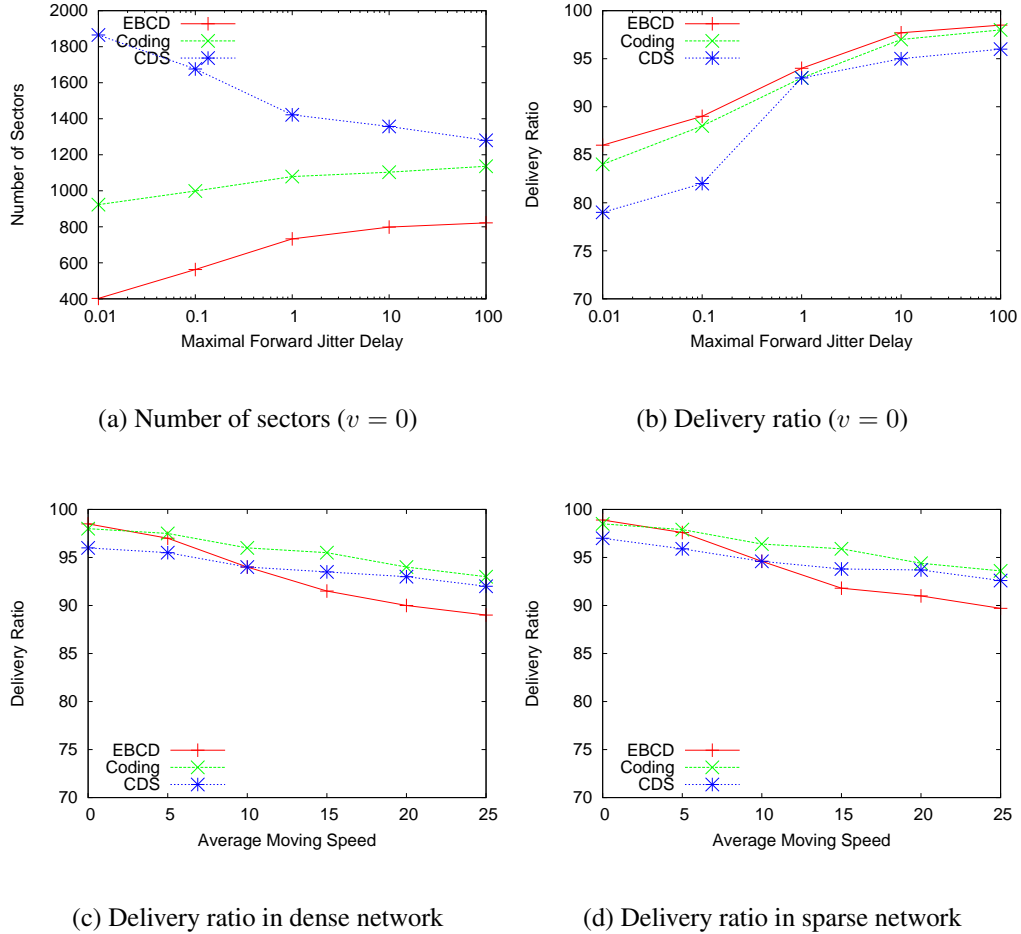 2000
1800
1600
1400
1200
1000
800
600
400
0.01
0.1
1
10
100
Number of Sectors
Maximal Forward Jitter Delay
EBCD
Coding
CDS
(a) Number of sectors (v = 0)
100
95
90
85
80
75
70
0.01
0.1
1
10
100
Delivery Ratio
Maximal Forward Jitter Delay
EBCD
Coding
CDS
(b) Delivery ratio (v = 0)
100
95
90
85
80
75
70
0
5
10
15
20
25
Delivery Ratio
Average Moving Speed
EBCD
Coding
CDS
(c) Delivery ratio in dense network
100
95
90
85
80
75
70
0
5
10
15
20
25
Delivery Ratio
Average Moving Speed
EBCD
Coding
CDS
(d) Delivery ratio in sparse network